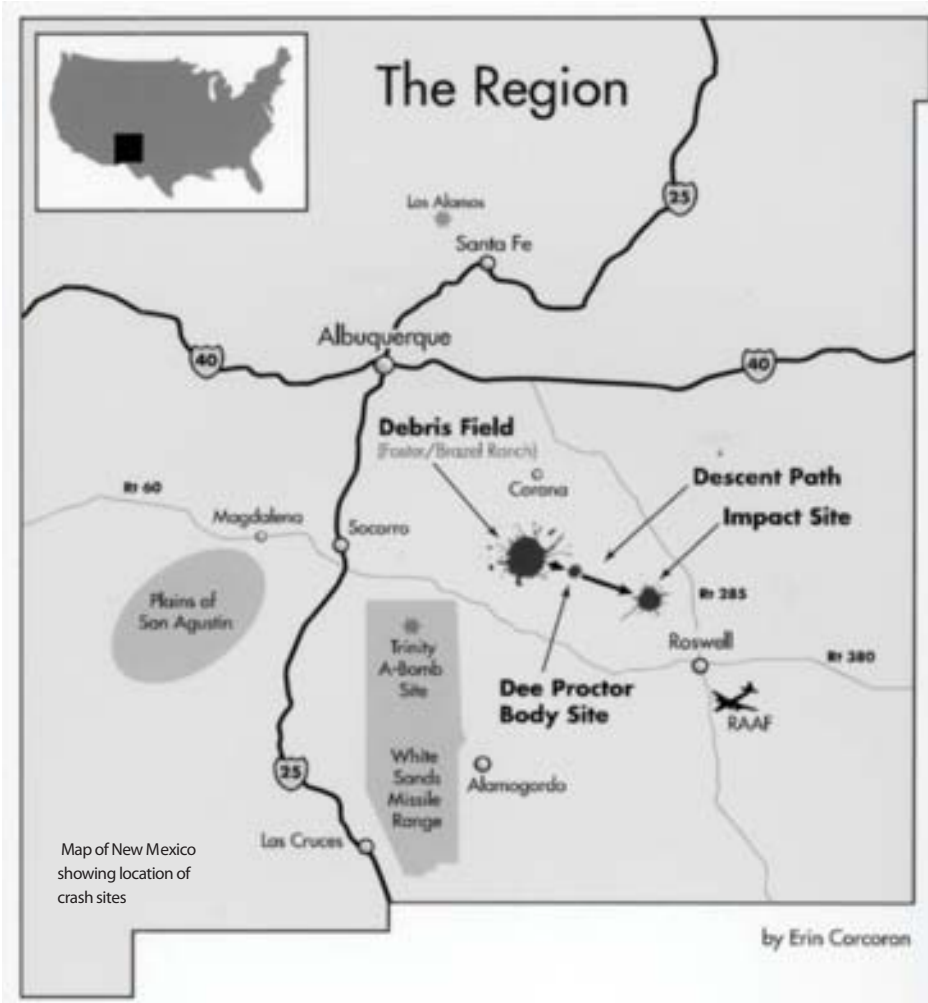 The Region
Los Alamos
25
Santa Fe
Albuquerque
40
40
Debris Field
(Foster/Brazel Ranch)
Corona
Descent Path
Impact Site
Rt 60
Magdalena
Socorro
Plains of
San Agustin
Rt 285
Trinity
A-Bomb
Site
Roswell
Rt 380
Dee Proctor
Body Site
RAAF
White
Sands
Missile
Range
25
Alamogordo
Las Cruces
Map of New Mexico
showing location of
crash sites
by Erin Corcoran